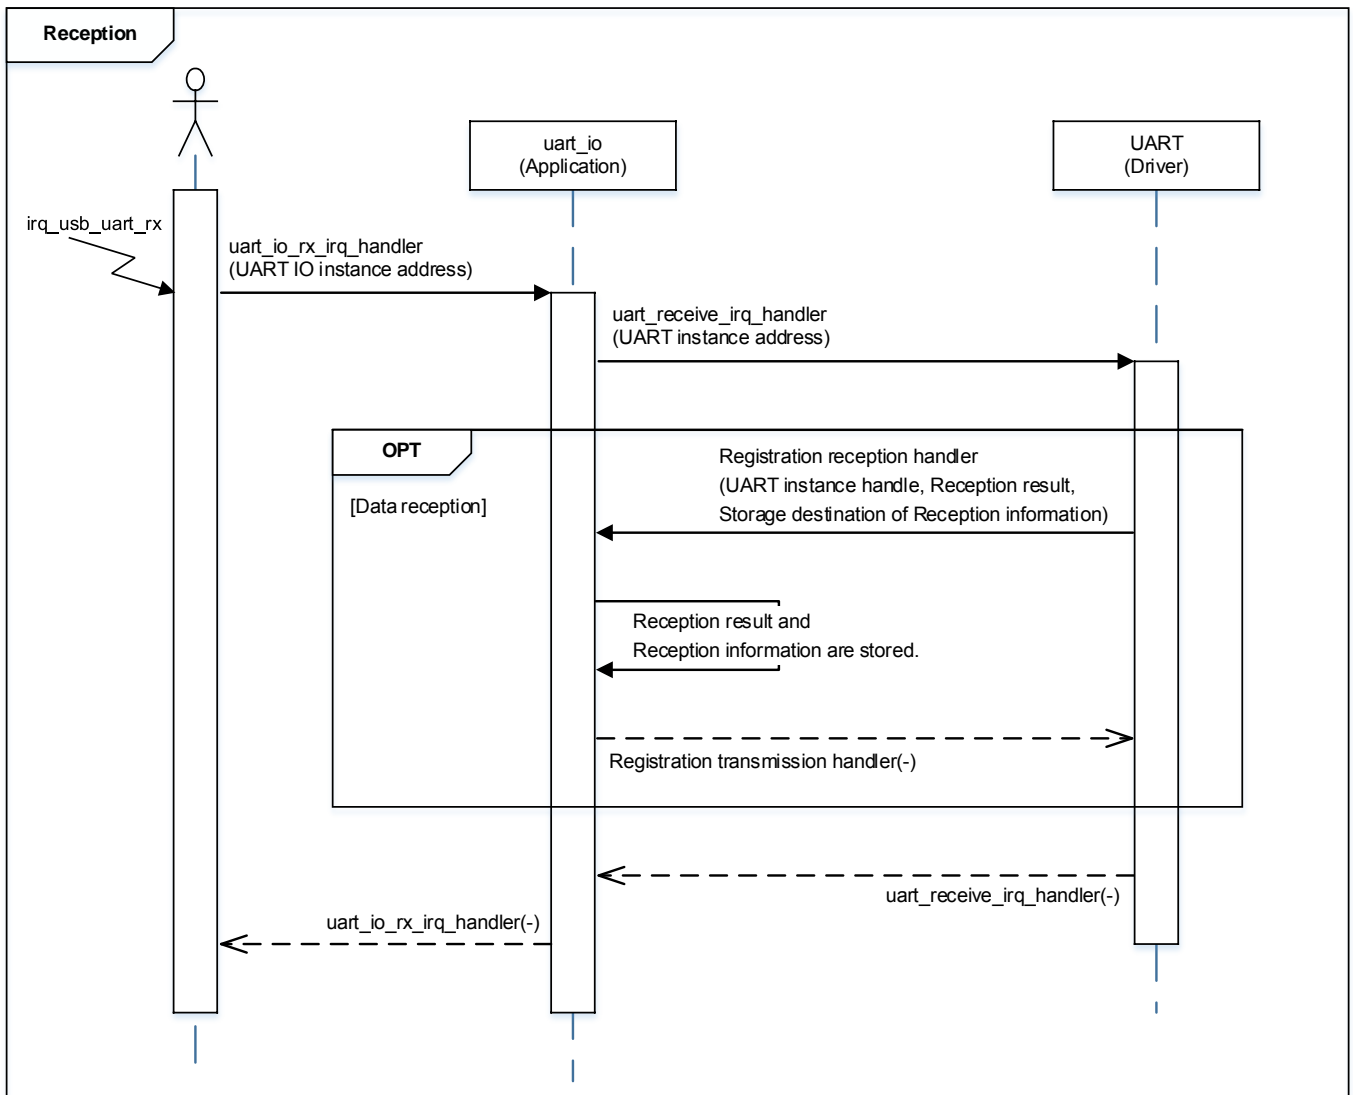 Reception
uart_io
(Application)
UART
(Driver)
irq_usb_uart_rx
uart_io_rx_irq_handler
(UART IO instance address)
uart_receive_irq_handler
(UART instance address)
OPT
[Data reception]
Registration reception handler
(UART instance handle, Reception result,
Storage destination of Reception information)
Reception result and
Reception information are stored.
Registration transmission handler(-)
uart_receive_irq_handler(-)
uart_io_rx_irq_handler(-)